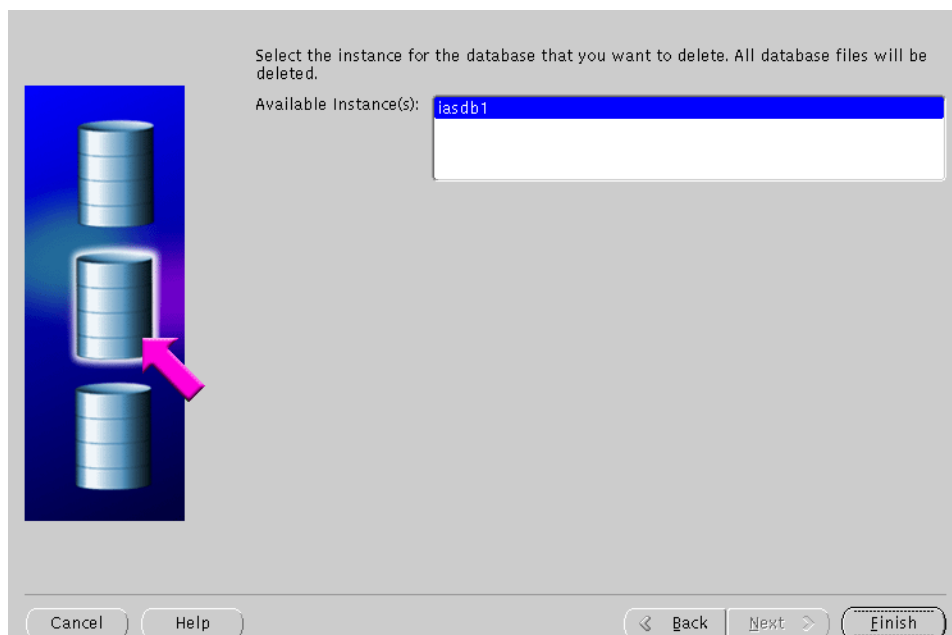 Select the instance for the database that you want to delete. All database files will be
deleted.
Available Instance(s):
iasdb1
Cancel
Help
Back
Next
Finish